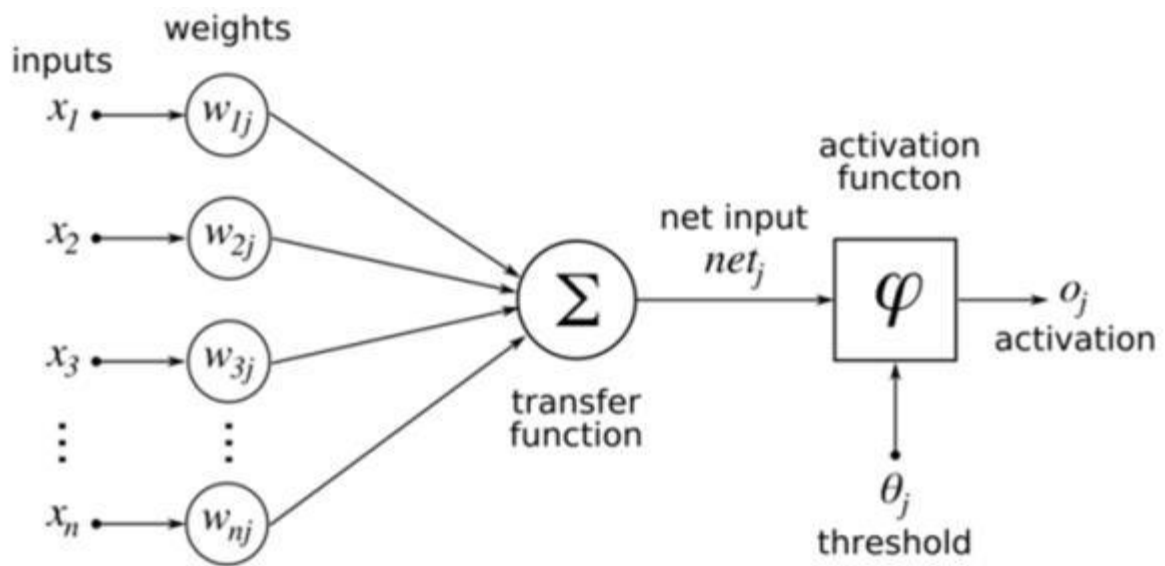 weights
inputs
x₁
w₁ⱼ
activation
functon
x₂
w₂ⱼ
net input
netⱼ
Σ
φ
oⱼ
activation
x₃
w₃ⱼ
transfer
function
⋮
⋮
θⱼ
threshold
xₙ
wₙⱼ